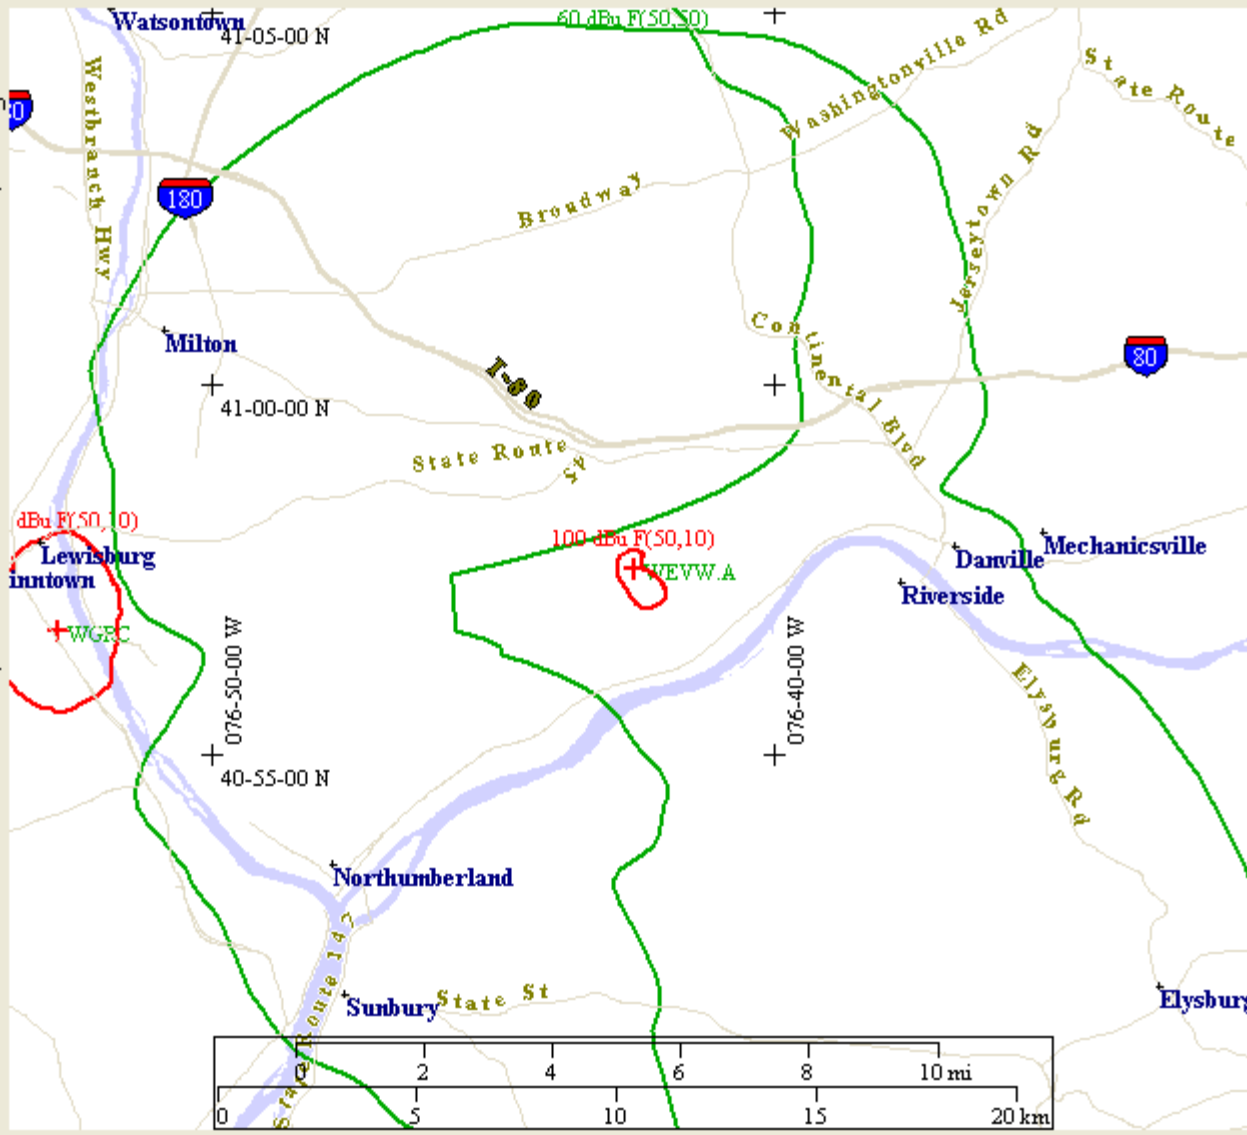 Watsontown
60 dBu F(50,50)
41-05-00 N
Washingtonville Rd
State Route
Westbranch Hwy
180
Broadway
Jerseytown Rd
Milton
Continental Blvd
80
I-80
41-00-00 N
State Route 45
dBu F(50,10)
100 dBu F(50,10)
Lewisburg
inntown
WEVW.A
Danville
Mechanicsville
Riverside
WGRC
076-50-00 W
076-40-00 W
Elysburg Rd
40-55-00 N
Northumberland
State Route 147
Sunbury
State St
Elysburg
0 2 4 6 8 10 mi
0 5 10 15 20 km